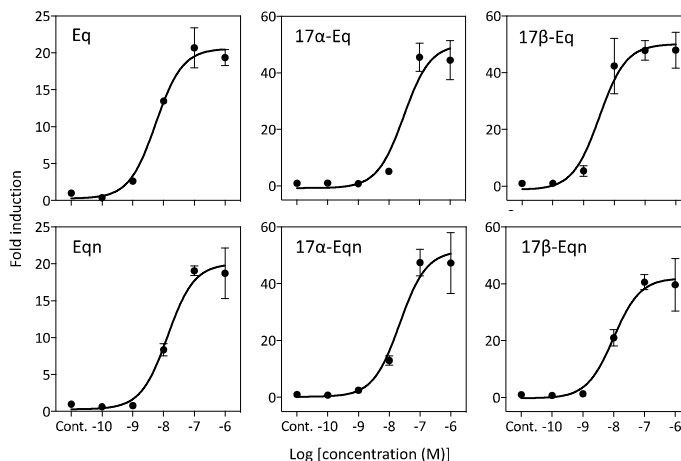 Eq
17α-Eq
17β-Eq
25
20
15
10
5
0
60
40
20
0
60
40
20
0
Fold induction
Eqn
17α-Eqn
17β-Eqn
25
20
15
10
5
0
60
40
20
0
60
40
20
0
Cont. -10 -9 -8 -7 -6
Cont. -10 -9 -8 -7 -6
Cont. -10 -9 -8 -7 -6
Log [concentration (M)]